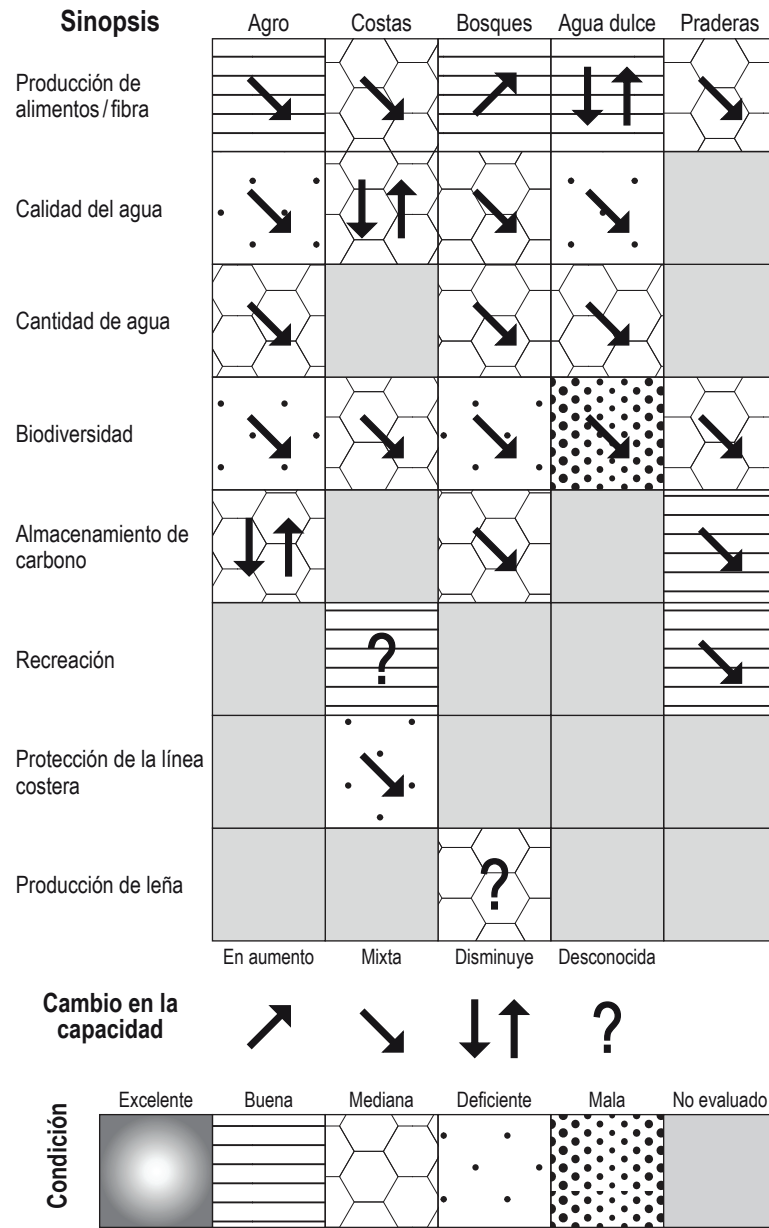 Sinopsis
Agro Costas Bosques Agua dulce Praderas
Producción de
alimentos / fibra
Calidad del agua
Cantidad de agua
Biodiversidad
Almacenamiento de
carbono
Recreación
?
Protección de la línea
costera
Producción de leña
?
En aumento Mixta Disminuye Desconocida
Cambio en la
capacidad
?
Condición
Excelente Buena Mediana Deficiente Mala No evaluado